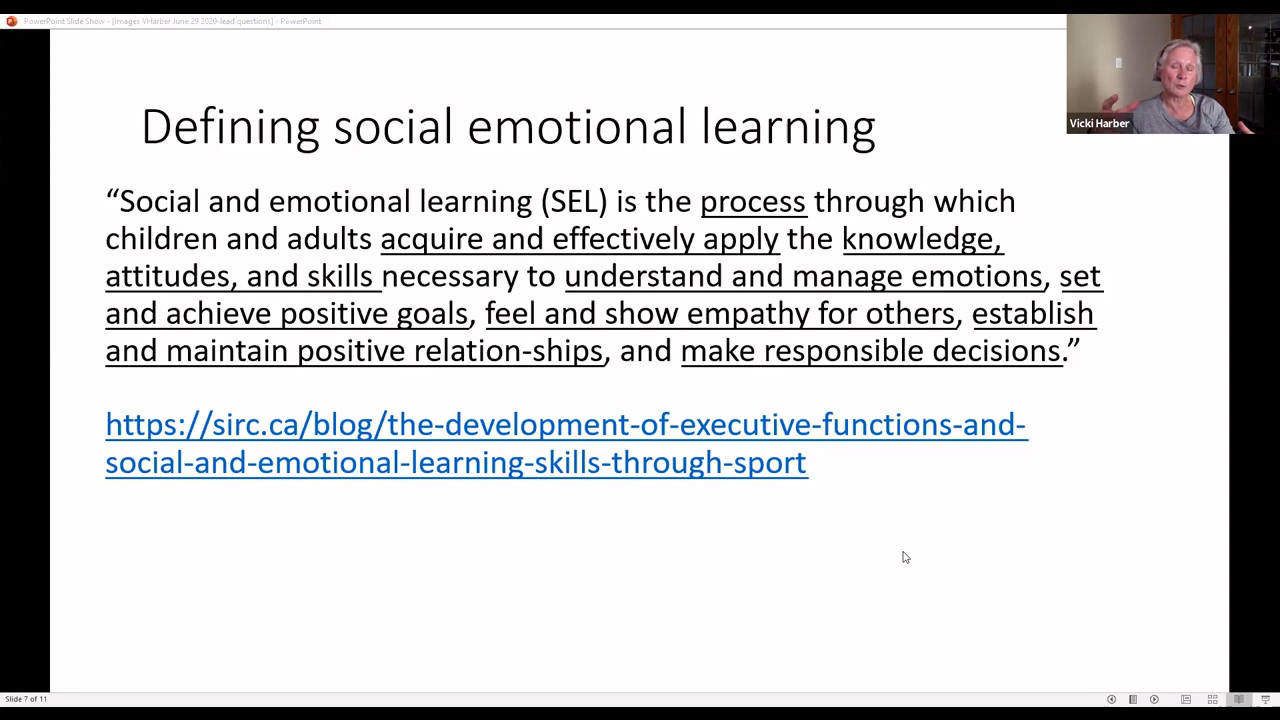 PowerPoint Slide Show - [Images VHarber June 29 2020-lead questions] - PowerPoint
Vicki Harber
Defining social emotional learning
“Social and emotional learning (SEL) is the process through which
children and adults acquire and effectively apply the knowledge,
attitudes, and skills necessary to understand and manage emotions, set
and achieve positive goals, feel and show empathy for others, establish
and maintain positive relation-ships, and make responsible decisions.”
https://sirc.ca/blog/the-development-of-executive-functions-and-
social-and-emotional-learning-skills-through-sport
Slide 7 of 11